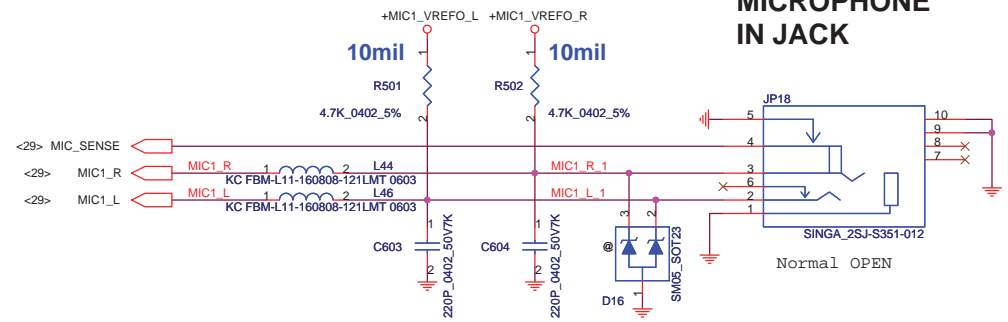 MICROPHONE
IN JACK
+MIC1_VREFO_L
+MIC1_VREFO_R
10mil
10mil
1
1
R501
R502
4.7K_0402_5%
4.7K_0402_5%
2
2
JP18
5
4
3
6
2
1
10
9
8
7
<29> MIC_SENSE
<29> MIC1_R
MIC1_R
1
2
L44
MIC1_R_1
KC FBM-L11-160808-121LMT 0603
<29> MIC1_L
MIC1_L
1
2
L46
MIC1_L_1
KC FBM-L11-160808-121LMT 0603
1
C603
2
220P_0402_50V7K
1
C604
2
220P_0402_50V7K
3
2
@
1
D16
SM05_SOT23
SINGA_2SJ-S351-012
Normal OPEN